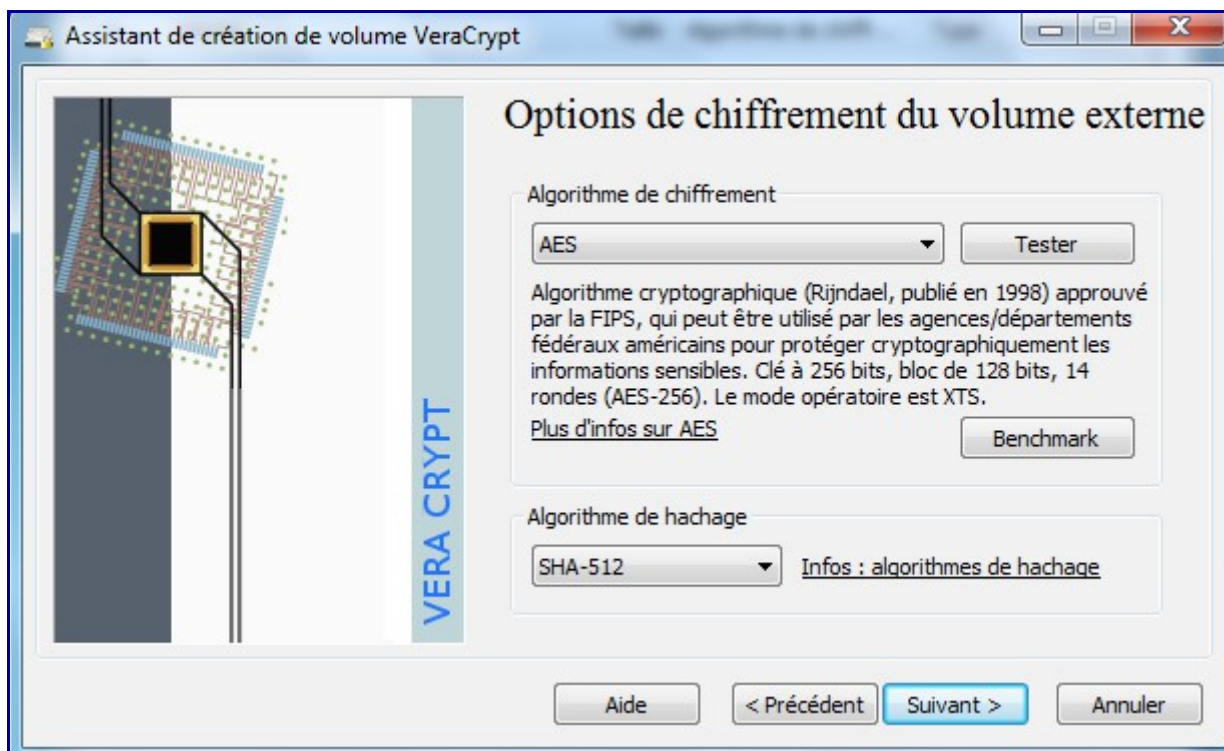 Assistant de création de volume VeraCrypt
Options de chiffrement du volume externe
Algorithme de chiffrement
AES
Tester
Algorithme cryptographique (Rijndael, publié en 1998) approuvé
par la FIPS, qui peut être utilisé par les agences/départements
fédéraux américains pour protéger cryptographiquement les
informations sensibles. Clé à 256 bits, bloc de 128 bits, 14
rondes (AES-256). Le mode opératoire est XTS.
Plus d'infos sur AES
Benchmark
Algorithme de hachage
SHA-512
Infos : algorithmes de hachage
VERA CRYPT
Aide
< Précédent
Suivant >
Annuler